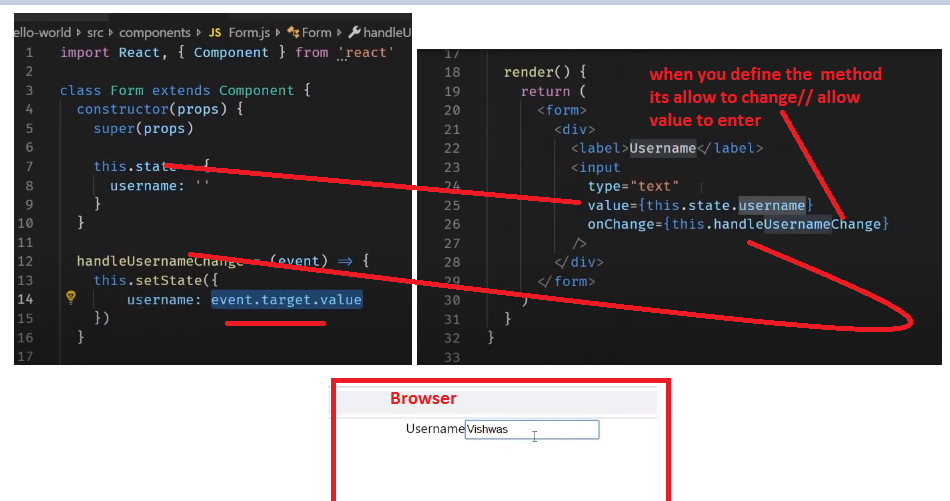 ello-world › src › components › JS Form.js › Form › handleU
1 import React, { Component } from 'react'
2
3 class Form extends Component {
4 constructor(props) {
5 super(props)
6
7 this.state = {
8 username: ''
9 }
10 }
11
12 handleUsernameChange = (event) => {
13 this.setState({
14 username: event.target.value
15 })
16 }
17
17
18 render() {
19 return (
20 <form>
21 <div>
22 <label>Username</label>
23 <input
24 type="text"
25 value={this.state.username}
26 onChange={this.handleUsernameChange}
27 />
28 </div>
29 </form>
30 )
31 }
32 }
33
when you define the method
its allow to change// allow
value to enter
Browser
Username Vishwas